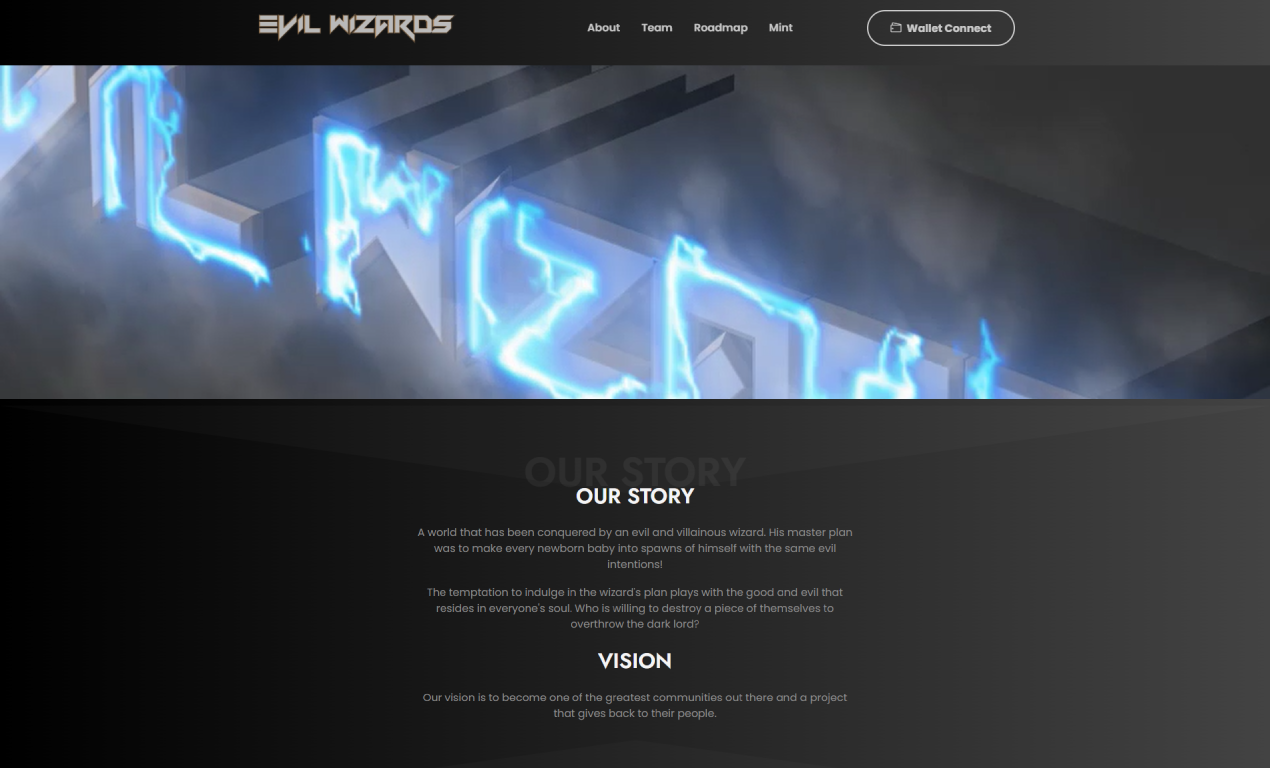 EVIL WIZARDS
About Team Roadmap Mint
Wallet Connect
OUR STORY
OUR STORY
A world that has been conquered by an evil and villainous wizard. His master plan
was to make every newborn baby into spawns of himself with the same evil
intentions!
The temptation to indulge in the wizard's plan plays with the good and evil that
resides in everyone's soul. Who is willing to destroy a piece of themselves to
overthrow the dark lord?
VISION
Our vision is to become one of the greatest communities out there and a project
that gives back to their people.